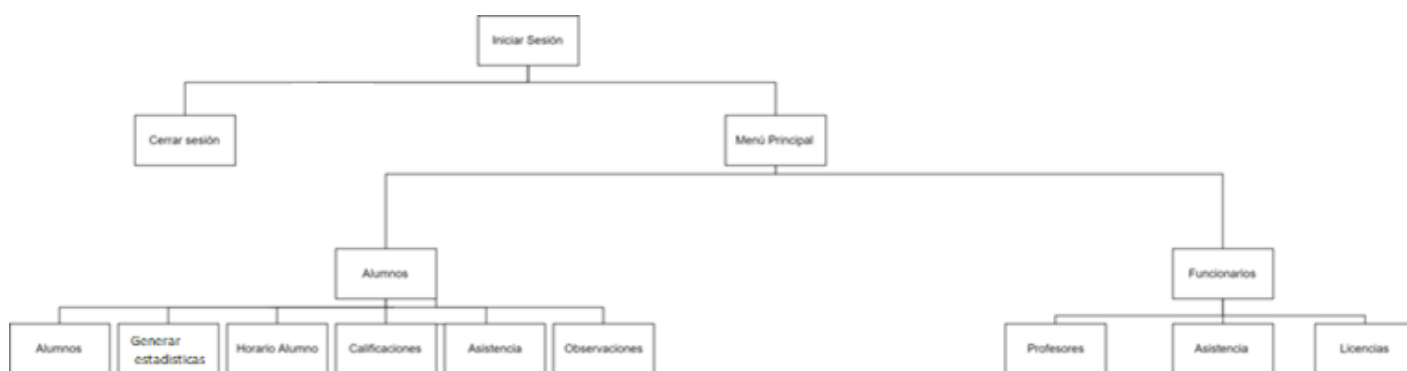 Iniciar Sesión
Cerrar sesión
Menú Principal
Alumnos
Funcionarios
Alumnos
Generar
estadisticas
Horario Alumno
Calificaciones
Asistencia
Observaciones
Profesores
Asistencia
Licencias